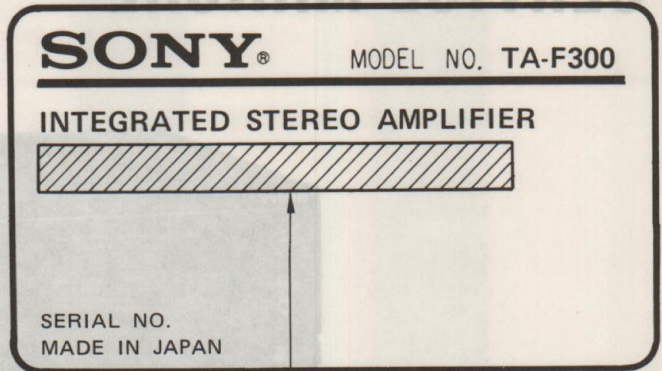 SONY® MODEL NO. TA-F300
INTEGRATED STEREO AMPLIFIER
SERIAL NO.
MADE IN JAPAN